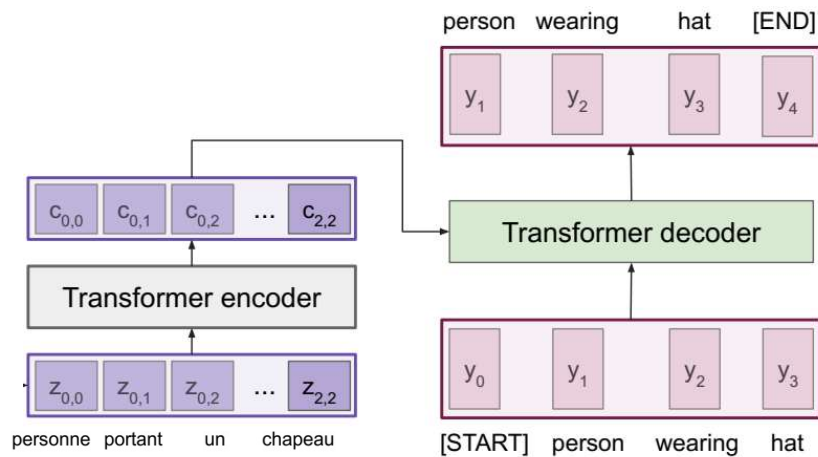 person wearing hat [END]
y1 y2 y3 y4
c0,0 c0,1 c0,2 ... c2,2
Transformer decoder
Transformer encoder
z0,0 z0,1 z0,2 ... z2,2
y0 y1 y2 y3
personne portant un chapeau
[START] person wearing hat